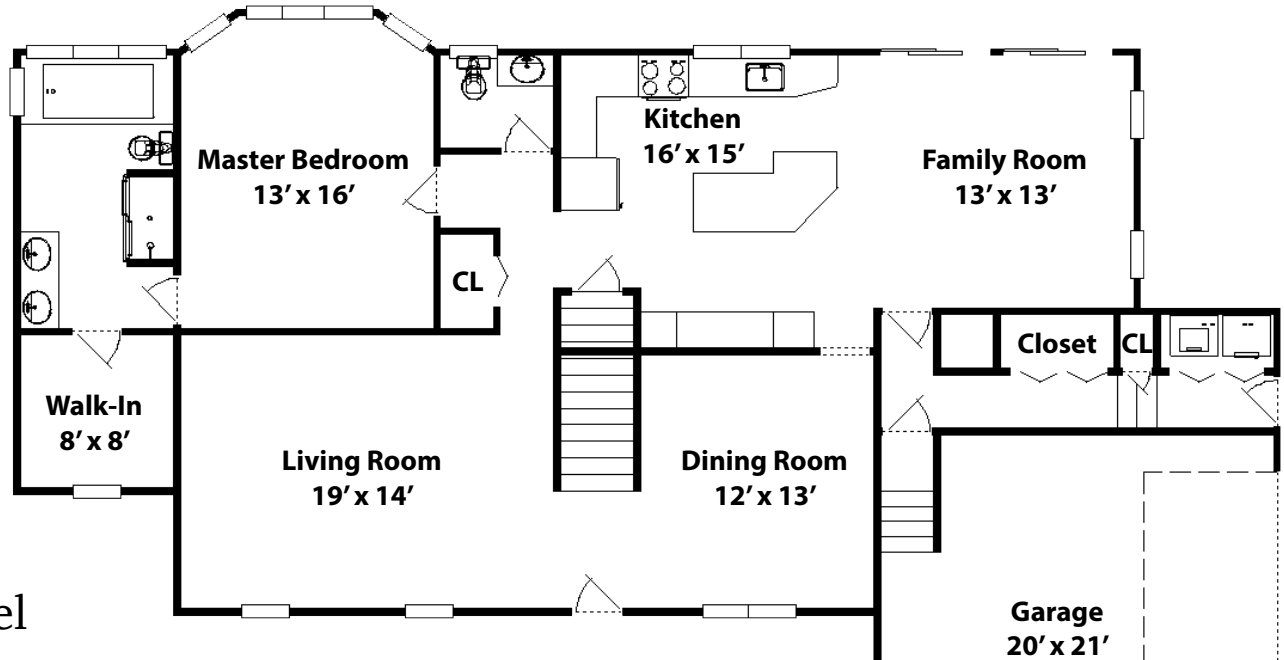 Master Bedroom
13’ x 16’
Kitchen
16’ x 15’
Family Room
13’ x 13’
CL
Closet
CL
Walk-In
8’ x 8’
Living Room
19’ x 14’
Dining Room
12’ x 13’
Garage
20’ x 21’
el